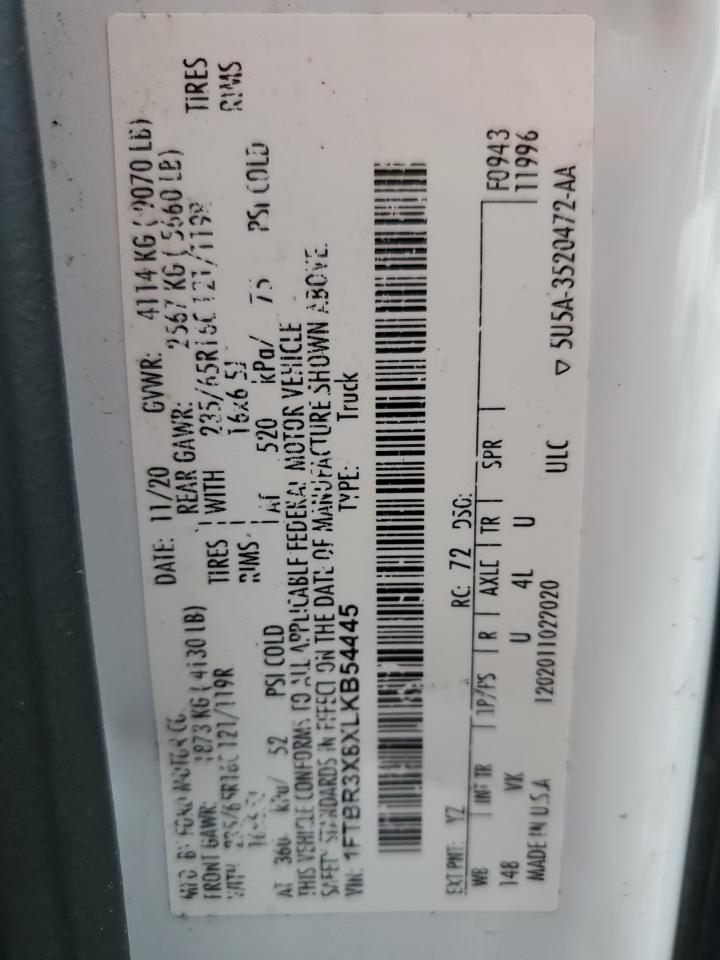 MFD. BY FORD MOTOR CO.
DATE: 11/20 GVWR: 4114 KG ( 9070 LB)
FRONT GAWR: 1873 KG ( 4130 LB) REAR GAWR: 2567 KG ( 5660 LB)
WITH 235/65R16C 121/119R TIRES WITH 235/65R16C 121/119R TIRES
RIMS 16x6.5J RIMS
AT 360 kPa/ 52 PSI COLD AT 520 kPa/ 75 PSI COLD
THIS VEHICLE CONFORMS TO ALL APPLICABLE FEDERAL MOTOR VEHICLE
SAFETY STANDARDS IN EFFECT ON THE DATE OF MANUFACTURE SHOWN ABOVE.
VIN: 1FTBR3X8XLKB54445 TYPE: Truck
EXT PNT: YZ RC: 72 DSO: F0943
WB INT TR TP/PS R AXLE TR SPR T1996
148 VK U 4L U
MADE IN U.S.A 1202011029020 ULC ▽ 5U5A-3520472-AA